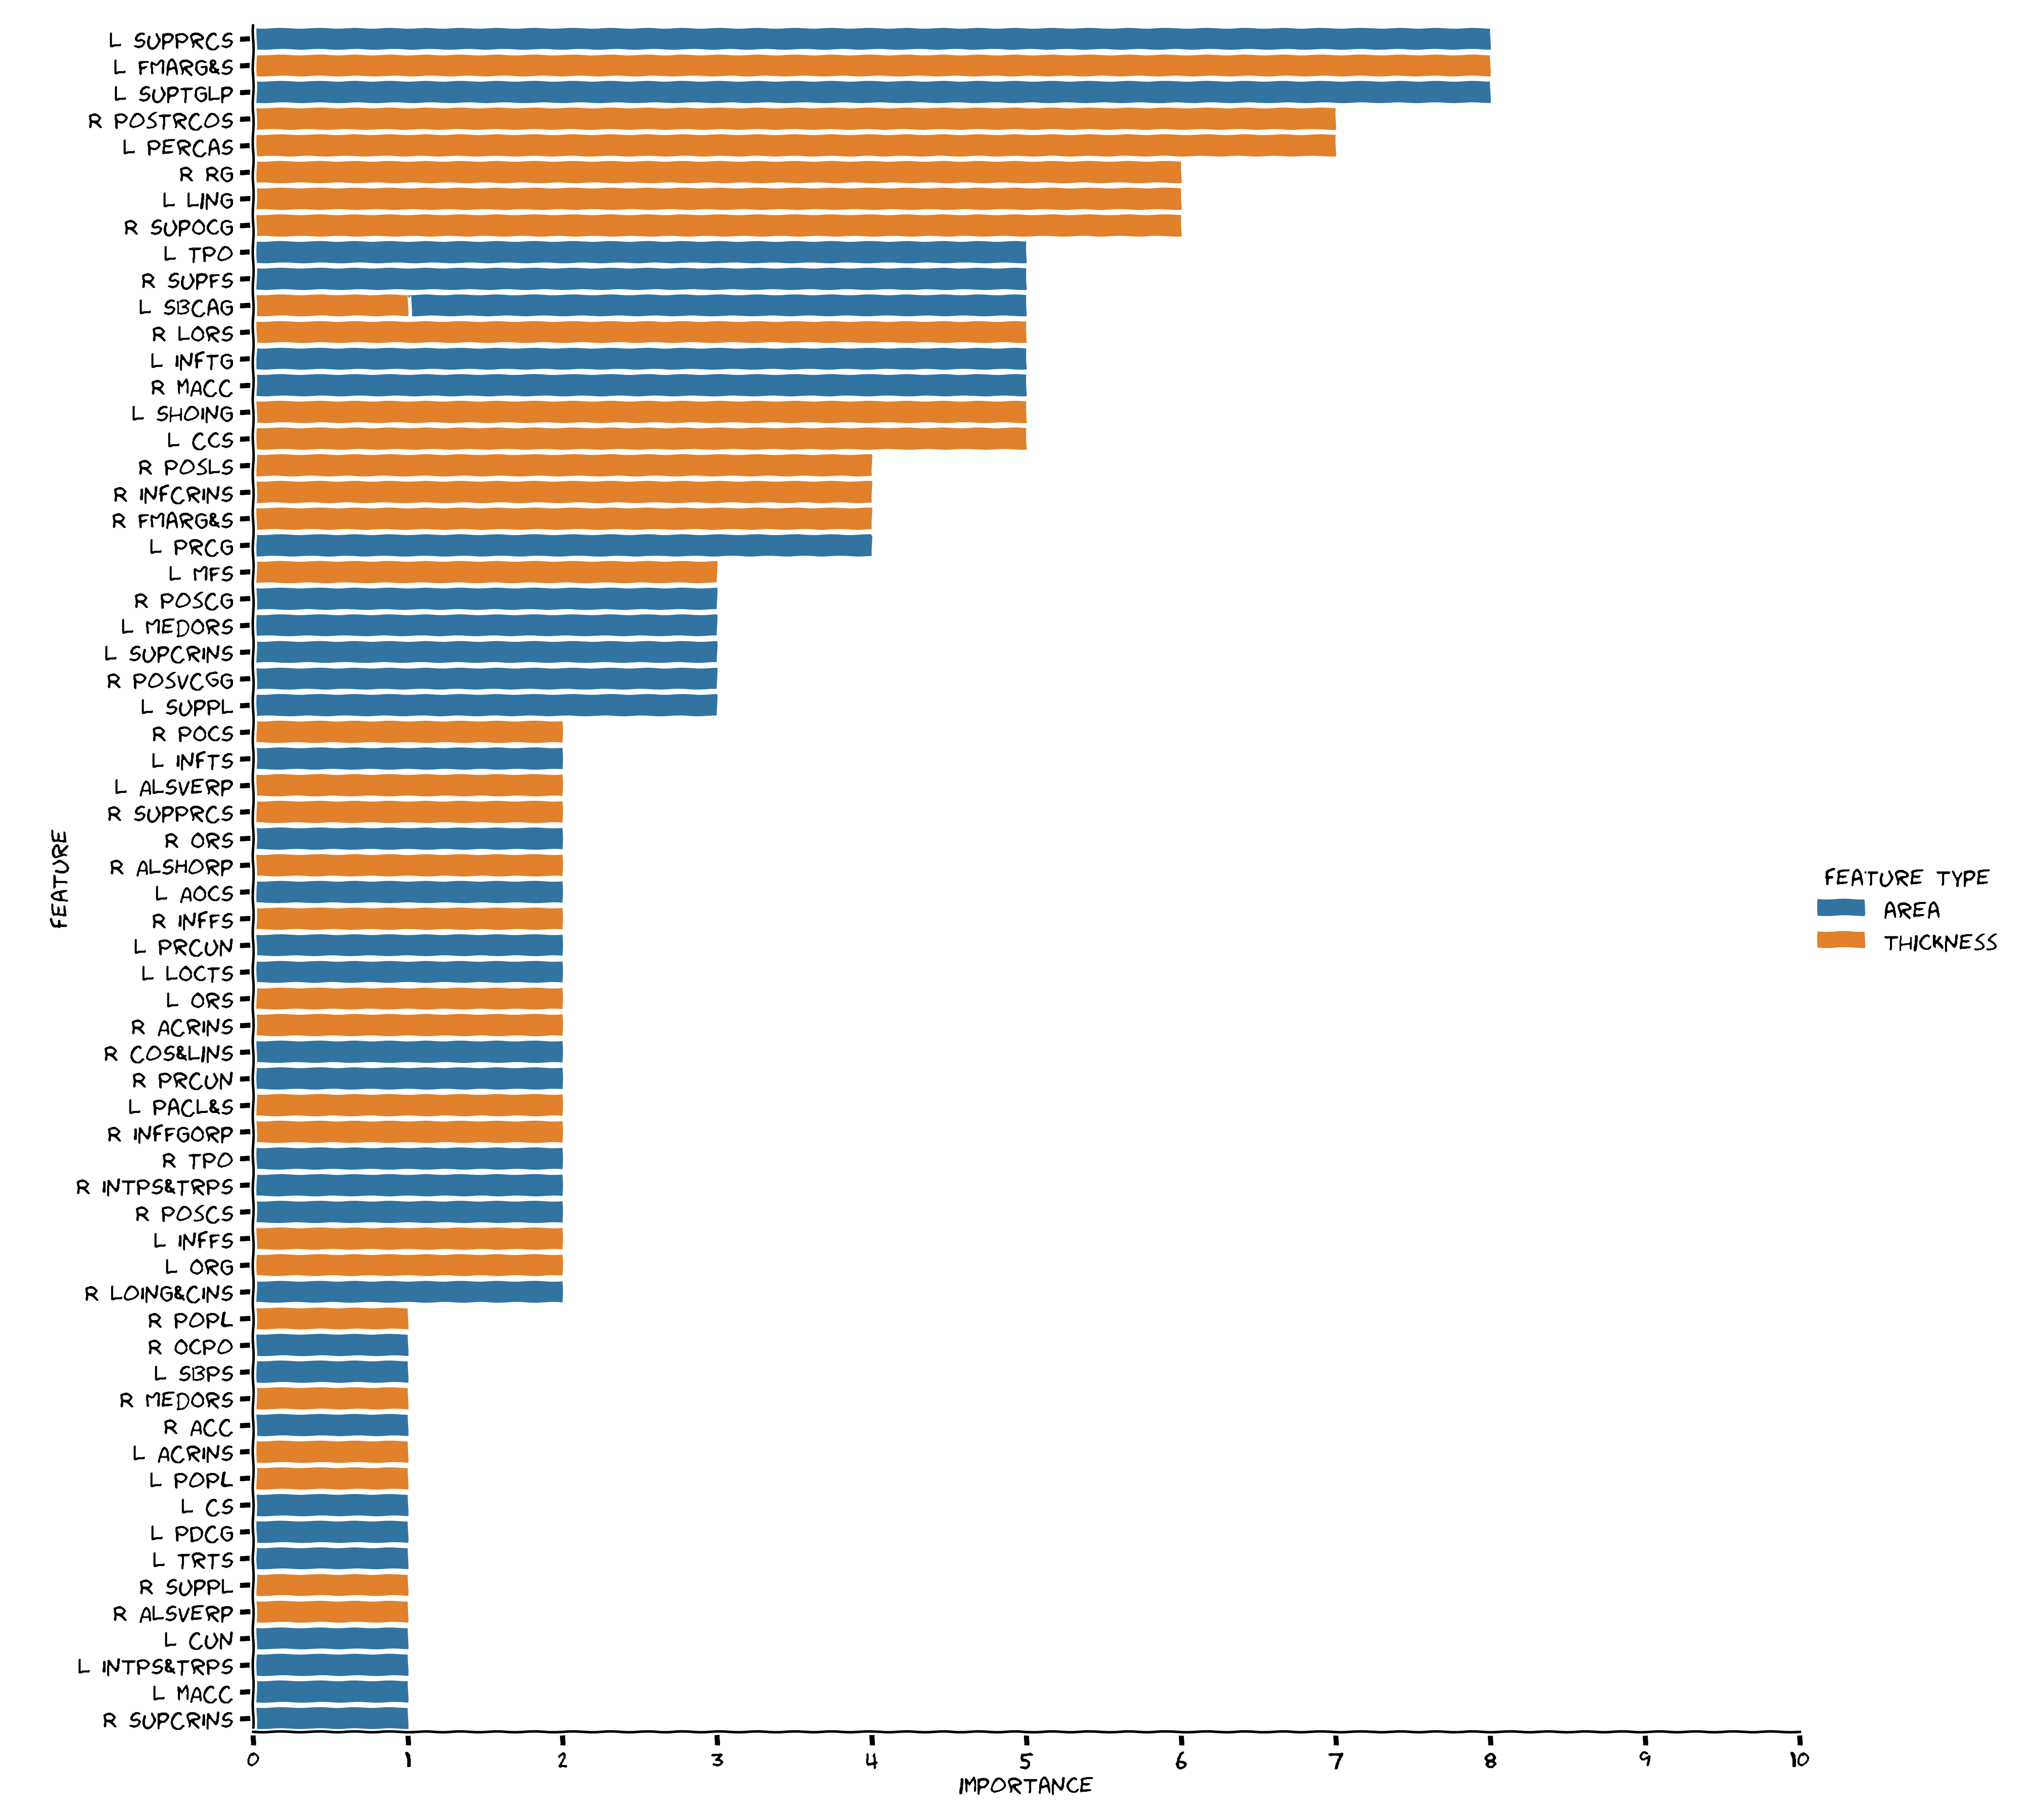 L SUPPRCS
L FMARG&S
L SUPTGLP
R POSTRCOS
L PERCAS
R RG
L LING
R SUPOCG
L TPO
R SUPFS
L SBCAG
R LORS
L INFTG
R MACC
L SHOING
L CCS
R POSLS
R INFCRINS
R FMARG&S
L PRCG
L MFS
R POSCG
L MEDORS
L SUPCRINS
R POSVCGG
L SUPPL
R POCS
L INFTS
L ALSVERP
R SUPPRCS
R ORS
R ALSHORP
L AOCS
R INFFS
L PRCUN
L LOCTS
L ORS
R ACRINS
R COS&LINS
R PRCUN
L PACL&S
R INFFGORP
R TPO
R INTPS&TRPS
R POSCS
L INFFS
L ORG
R LOING&CINS
R POPL
R OCPO
L SBPS
R MEDORS
R ACC
L ACRINS
L POPL
L CS
L PDCG
L TRTS
R SUPPL
R ALSVERP
L CUN
L INTPS&TRPS
L MACC
R SUPCRINS
FEATURE
0 1 2 3 4 5 6 7 8 9 10
IMPORTANCE
FEATURE TYPE
AREA
THICKNESS